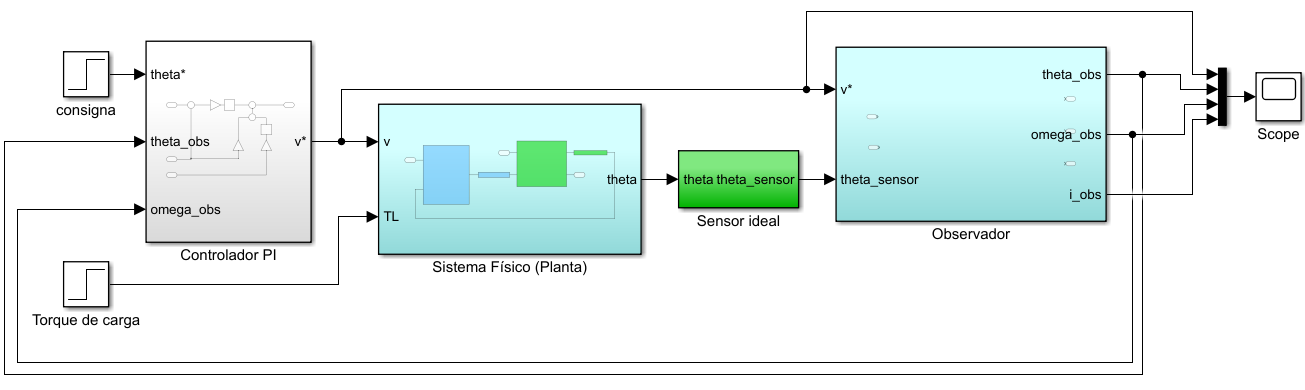 consigna
theta*
theta_obs
omega_obs
v*
Controlador PI
Torque de carga
v
TL
theta
Sistema Físico (Planta)
theta theta_sensor
Sensor ideal
v*
theta_sensor
theta_obs
omega_obs
i_obs
Observador
Scope